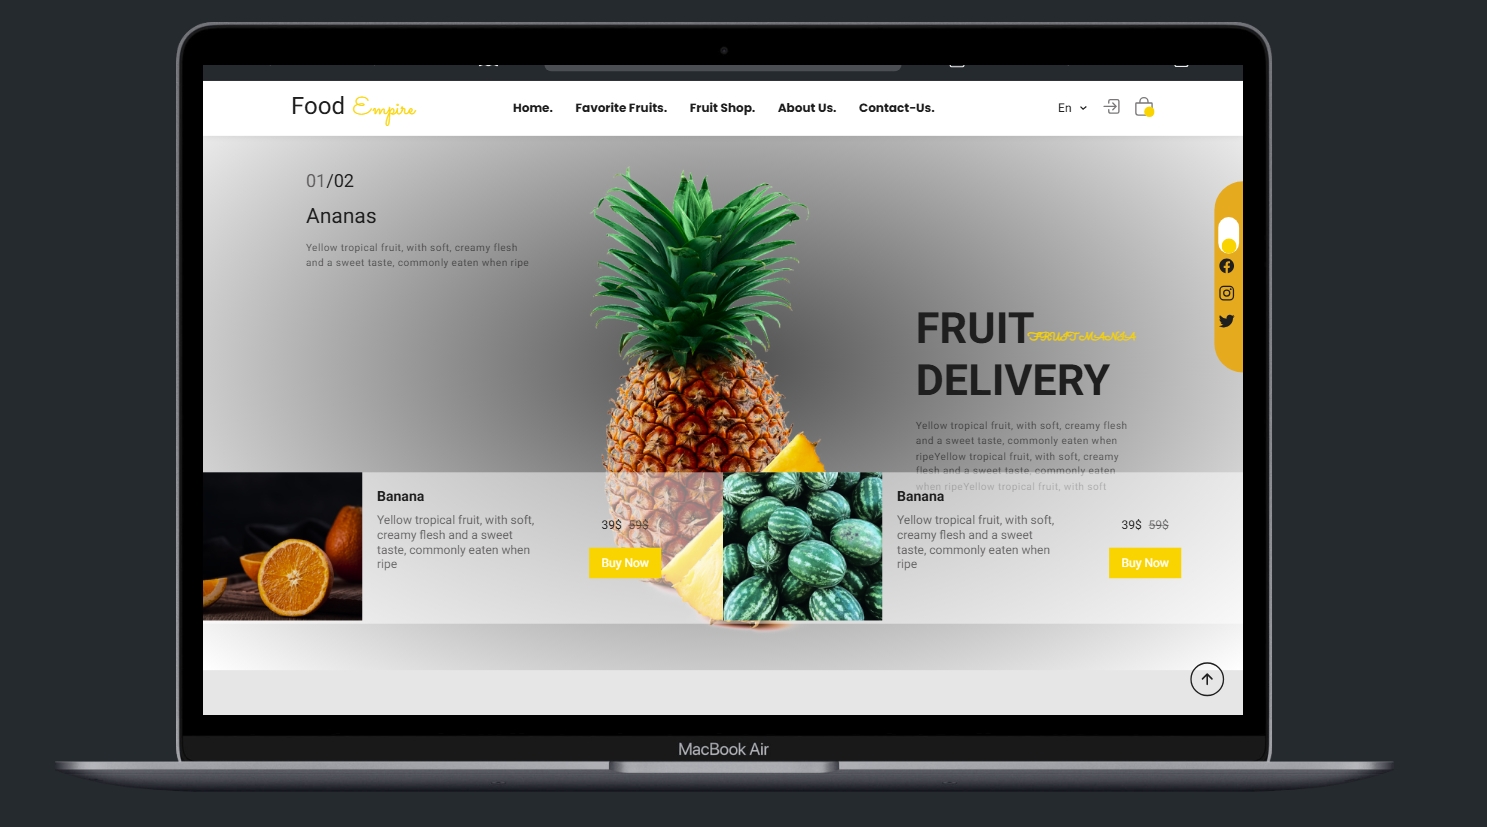 Food Empire
Home. Favorite Fruits. Fruit Shop. About Us. Contact-Us.
En
01/02
Ananas
Yellow tropical fruit, with soft, creamy flesh
and a sweet taste, commonly eaten when ripe
FRUIT
FRUIT MANIA
DELIVERY
Yellow tropical fruit, with soft, creamy flesh
and a sweet taste, commonly eaten when
ripeYellow tropical fruit, with soft, creamy
flesh and a sweet taste, commonly eaten
when ripeYellow tropical fruit, with soft
Banana
Yellow tropical fruit, with soft,
creamy flesh and a sweet
taste, commonly eaten when
ripe
39$ 59$
Buy Now
Banana
Yellow tropical fruit, with soft,
creamy flesh and a sweet
taste, commonly eaten when
ripe
39$ 59$
Buy Now
MacBook Air